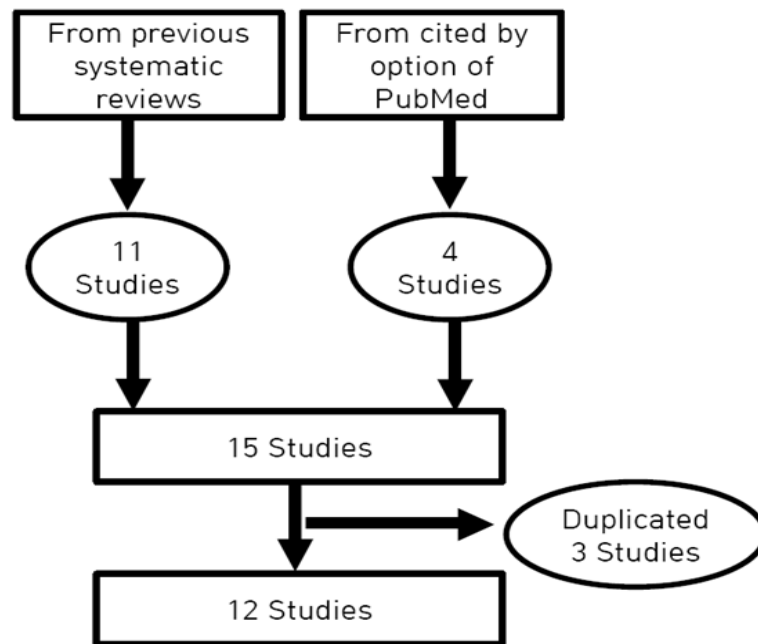 From previous
systematic
reviews
From cited by
option of
PubMed
11
Studies
4
Studies
15 Studies
Duplicated
3 Studies
12 Studies